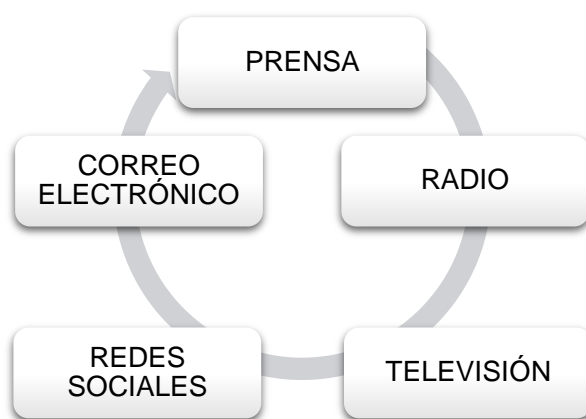 PRENSA
RADIO
TELEVISIÓN
REDES
SOCIALES
CORREO
ELECTRÓNICO